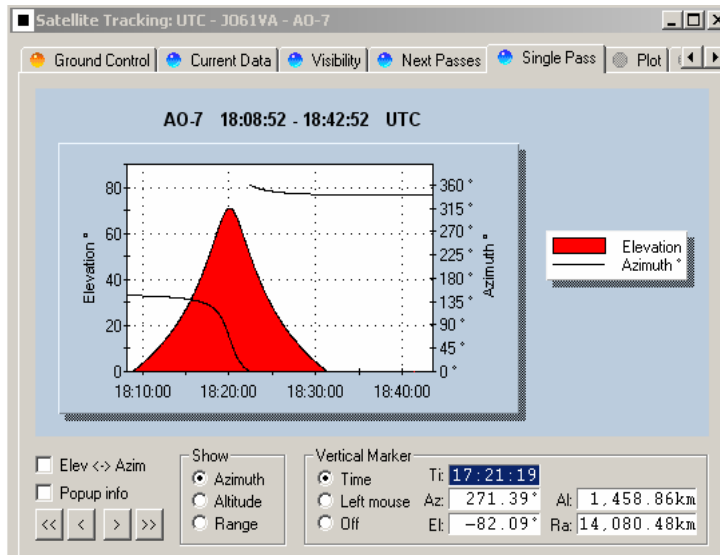 Satellite Tracking: UTC - JO61VA - AO-7
Ground Control Current Data Visibility Next Passes Single Pass Plot
AO-7 18:08:52 - 18:42:52 UTC
80
60
40
20
0
Elevation °
360 °
315 °
270 °
225 °
180 °
135 °
90 °
45 °
0 °
Azimuth °
18:10:00 18:20:00 18:30:00 18:40:00
Elevation
Azimuth °
Elev <-> Azim
Popup info
<< < > >>
Show
Azimuth
Altitude
Range
Vertical Marker
Time
Left mouse
Off
Ti: 17:21:19
Az: 271.39° Al: 1,458.86km
El: -82.09° Ra: 14,080.48km